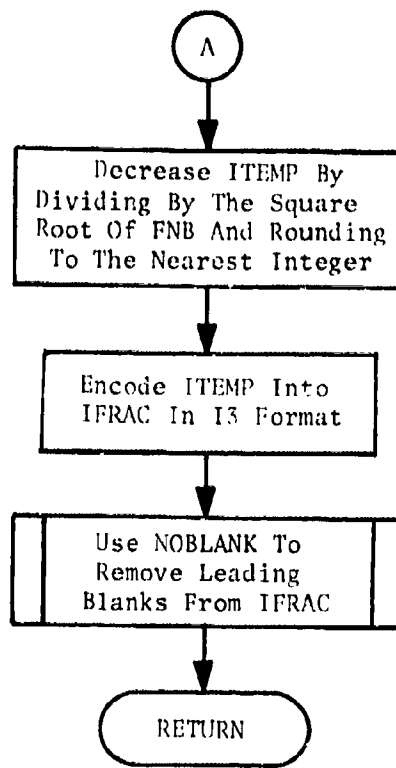 A
Decrease ITEMP By
Dividing By The Square
Root Of FNB And Rounding
To The Nearest Integer
Encode ITEMP Into
IFRAC In I3 Format
Use NOBLANK To
Remove Leading
Blanks From IFRAC
RETURN